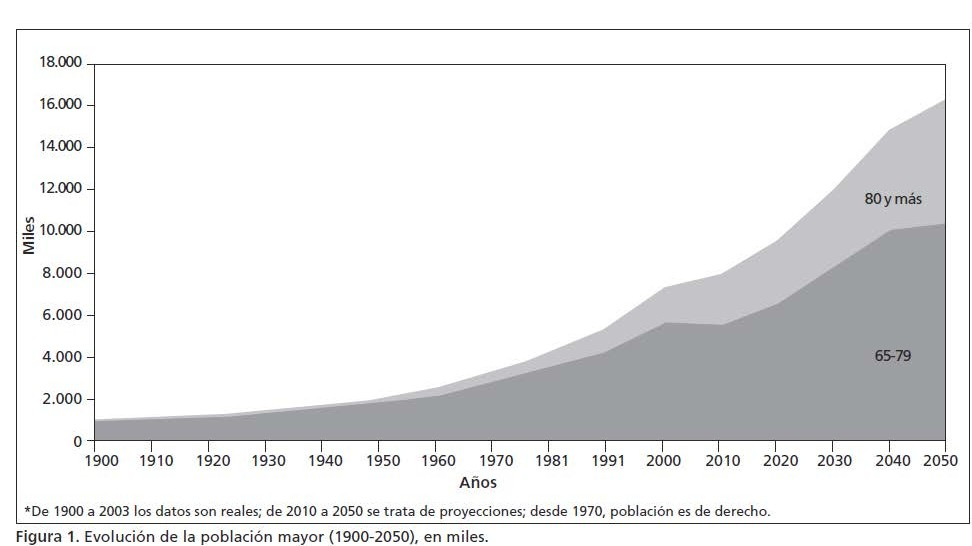 18.000
16.000
14.000
12.000
10.000
8.000
6.000
4.000
2.000
0
Miles
80 y más
65-79
1900 1910 1920 1930 1940 1950 1960 1970 1981 1991 2000 2010 2020 2030 2040 2050
Años
*De 1900 a 2003 los datos son reales; de 2010 a 2050 se trata de proyecciones; desde 1970, población es de derecho.
Figura 1. Evolución de la población mayor (1900-2050), en miles.